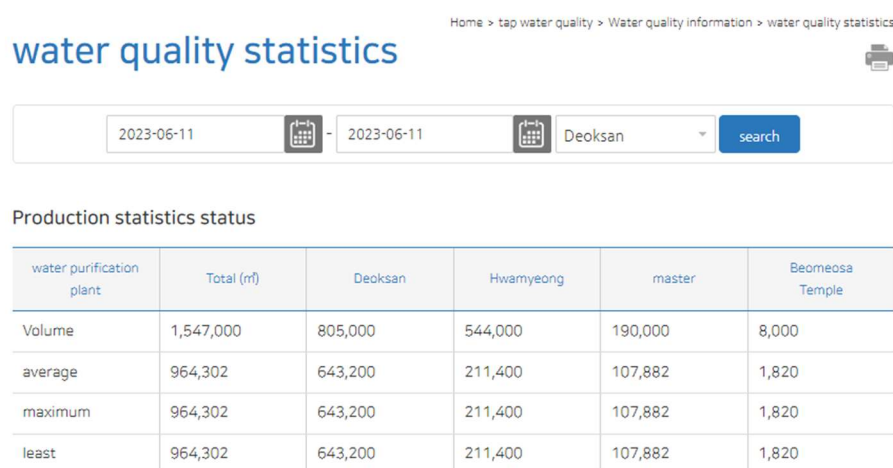 Home > tap water quality > Water quality information > water quality statistics
water quality statistics
2023-06-11 - 2023-06-11 Deoksan search
Production statistics status
water purification plant Total (㎥) Deoksan Hwamyeong master Beomeosa Temple
Volume 1,547,000 805,000 544,000 190,000 8,000
average 964,302 643,200 211,400 107,882 1,820
maximum 964,302 643,200 211,400 107,882 1,820
least 964,302 643,200 211,400 107,882 1,820